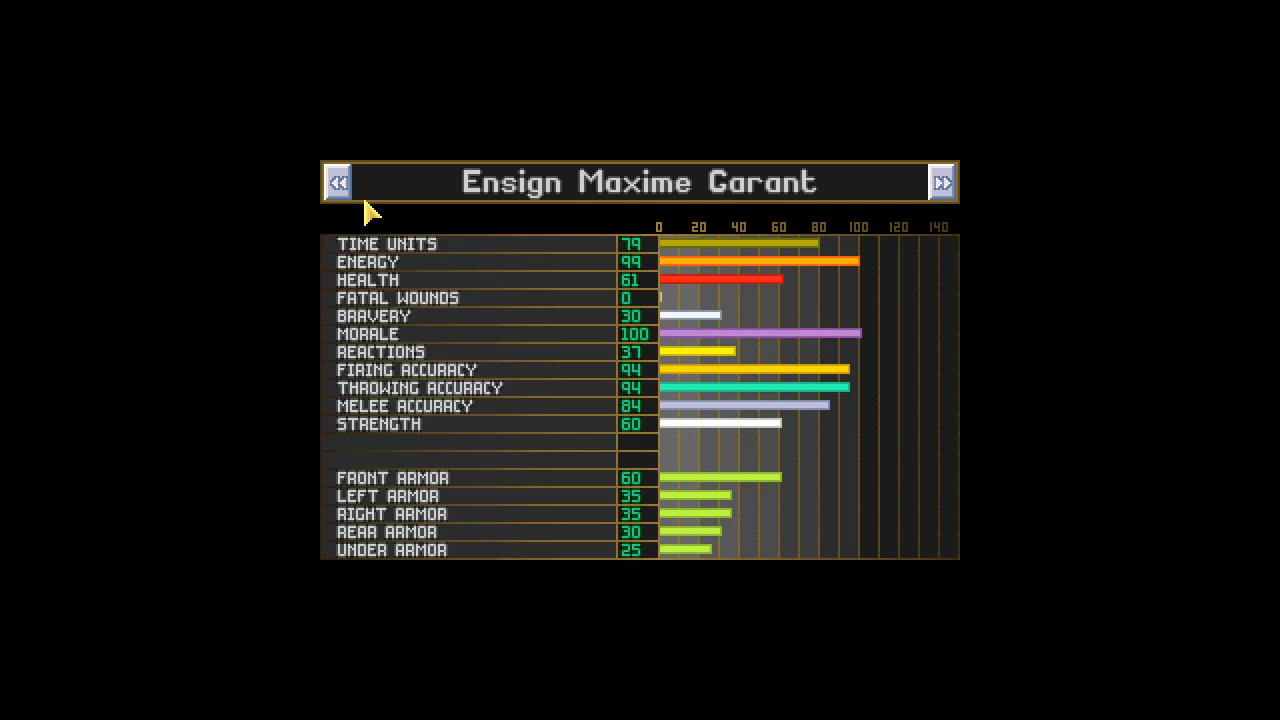 Ensign Maxime Garant
0 20 40 60 80 100 120 140
TIME UNITS 79
ENERGY 99
HEALTH 61
FATAL WOUNDS 0
BRAVERY 30
MORALE 100
REACTIONS 37
FIRING ACCURACY 94
THROWING ACCURACY 94
MELEE ACCURACY 84
STRENGTH 60
FRONT ARMOR 60
LEFT ARMOR 35
RIGHT ARMOR 35
REAR ARMOR 30
UNDER ARMOR 25